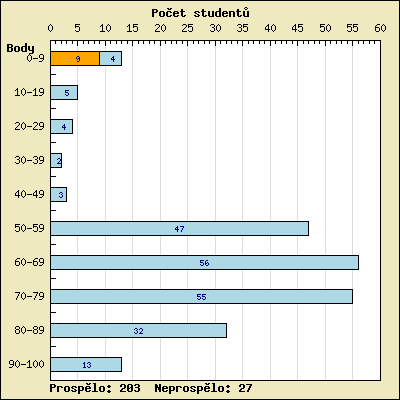 Počet studentů
0 5 10 15 20 25 30 35 40 45 50 55 60
Body
0-9 9 4
10-19 5
20-29 4
30-39 2
40-49 3
50-59 47
60-69 56
70-79 55
80-89 32
90-100 13
Prospělo: 203 Neprospělo: 27